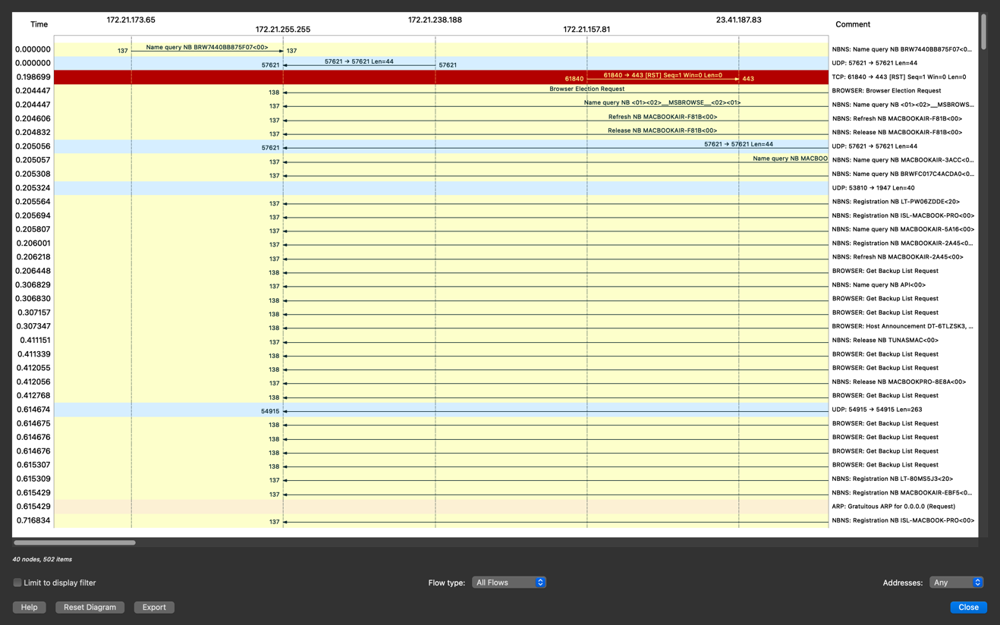 Time 172.21.173.65 172.21.255.255 172.21.238.188 172.21.157.81 23.41.187.83 Comment
0.000000 137 Name query NB BRW7440BB875F07<00> 137 NBNS: Name query NB BRW7440BB875F07<0...
0.000000 57621 57621 → 57621 Len=44 57621 UDP: 57621 → 57621 Len=44
0.198699 61840 61840 → 443 [RST] Seq=1 Win=0 Len=0 443 TCP: 61840 → 443 [RST] Seq=1 Win=0 Len=0
0.204447 138 Browser Election Request BROWSER: Browser Election Request
0.204447 137 Name query NB <01><02>__MSBROWSE__<02><01> NBNS: Name query NB <01><02>__MSBROWS...
0.204606 137 Refresh NB MACBOOKAIR-F81B<00> NBNS: Refresh NB MACBOOKAIR-F81B<00>
0.204832 137 Release NB MACBOOKAIR-F81B<00> NBNS: Release NB MACBOOKAIR-F81B<00>
0.205056 57621 57621 → 57621 Len=44 UDP: 57621 → 57621 Len=44
0.205057 137 Name query NB MACBOO NBNS: Name query NB MACBOOKAIR-3ACC<0...
0.205308 137 NBNS: Name query NB BRWFC017C4ACDA0<0...
0.205324 UDP: 53810 → 1947 Len=40
0.205564 137 NBNS: Registration NB LT-PW06ZDDE<20>
0.205694 137 NBNS: Registration NB ISL-MACBOOK-PRO<00>
0.205807 137 NBNS: Name query NB MACBOOKAIR-5A16<00>
0.206001 137 NBNS: Registration NB MACBOOKAIR-2A45<0...
0.206218 137 NBNS: Refresh NB MACBOOKAIR-2A45<00>
0.206448 138 BROWSER: Get Backup List Request
0.306829 137 NBNS: Name query NB API<00>
0.306830 138 BROWSER: Get Backup List Request
0.307157 138 BROWSER: Get Backup List Request
0.307347 138 BROWSER: Host Announcement DT-6TLZSK3, ...
0.411151 137 NBNS: Release NB TUNASMAC<00>
0.411339 138 BROWSER: Get Backup List Request
0.412055 138 BROWSER: Get Backup List Request
0.412056 137 NBNS: Release NB MACBOOKPRO-8E8A<00>
0.412768 138 BROWSER: Get Backup List Request
0.614674 54915 UDP: 54915 → 54915 Len=263
0.614675 138 BROWSER: Get Backup List Request
0.614676 138 BROWSER: Get Backup List Request
0.614676 138 BROWSER: Get Backup List Request
0.615307 138 BROWSER: Get Backup List Request
0.615309 137 NBNS: Registration NB LT-80MS5J3<20>
0.615429 137 NBNS: Registration NB MACBOOKAIR-EBF5<0...
0.615429 ARP: Gratuitous ARP for 0.0.0.0 (Request)
0.716834 137 NBNS: Registration NB ISL-MACBOOK-PRO<00>
40 nodes, 502 items
Limit to display filter Flow type: All Flows Addresses: Any
Help Reset Diagram Export Close